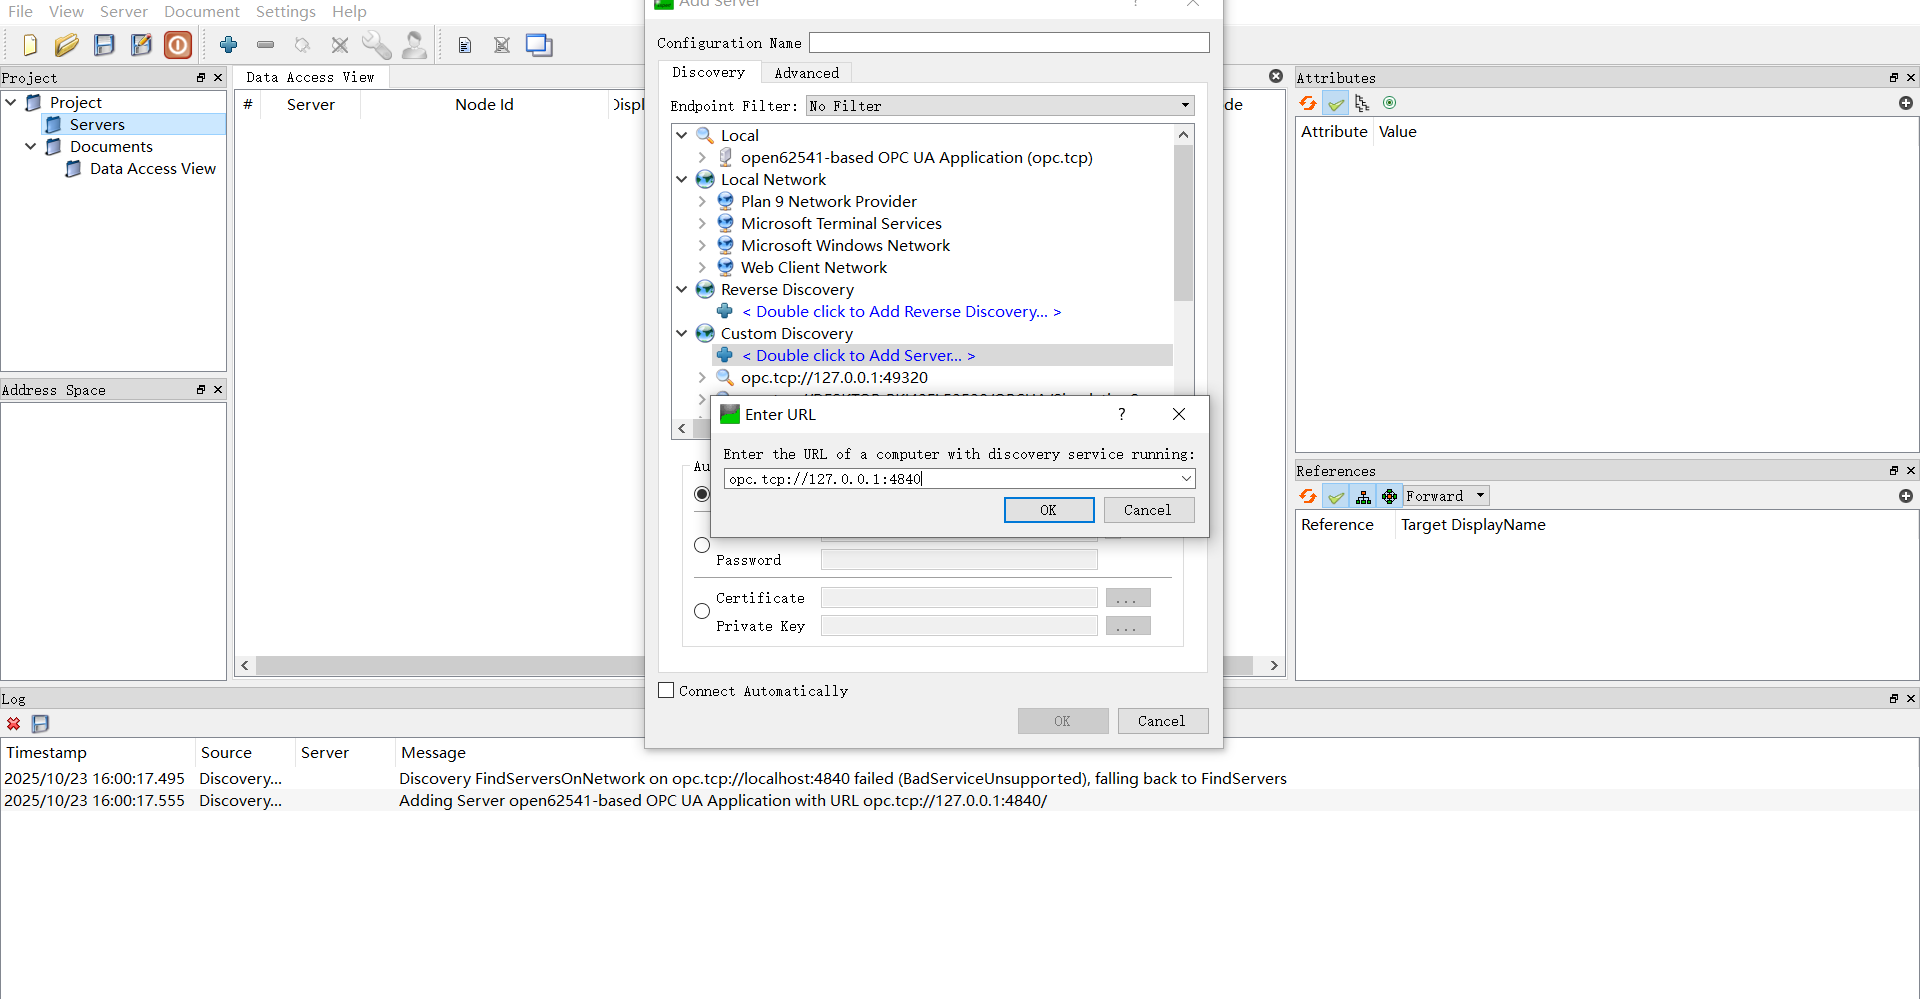 File View Server Document Settings Help
Add Server ?
Configuration Name
Discovery Advanced
Endpoint Filter: No Filter
Local
open62541-based OPC UA Application (opc.tcp)
Local Network
Plan 9 Network Provider
Microsoft Terminal Services
Microsoft Windows Network
Web Client Network
Reverse Discovery
< Double click to Add Reverse Discovery... >
Custom Discovery
< Double click to Add Server... >
opc.tcp://127.0.0.1:49320
Enter URL ?
Enter the URL of a computer with discovery service running:
opc.tcp://127.0.0.1:4840
OK Cancel
Au
Password
Certificate ...
Private Key ...
Connect Automatically
OK Cancel
Project
Project
Servers
Documents
Data Access View
Address Space
Data Access View
# Server Node Id Displ de
Attributes
Attribute Value
References
Forward
Reference Target DisplayName
Log
Timestamp Source Server Message
2025/10/23 16:00:17.495 Discovery... Discovery FindServersOnNetwork on opc.tcp://localhost:4840 failed (BadServiceUnsupported), falling back to FindServers
2025/10/23 16:00:17.555 Discovery... Adding Server open62541-based OPC UA Application with URL opc.tcp://127.0.0.1:4840/